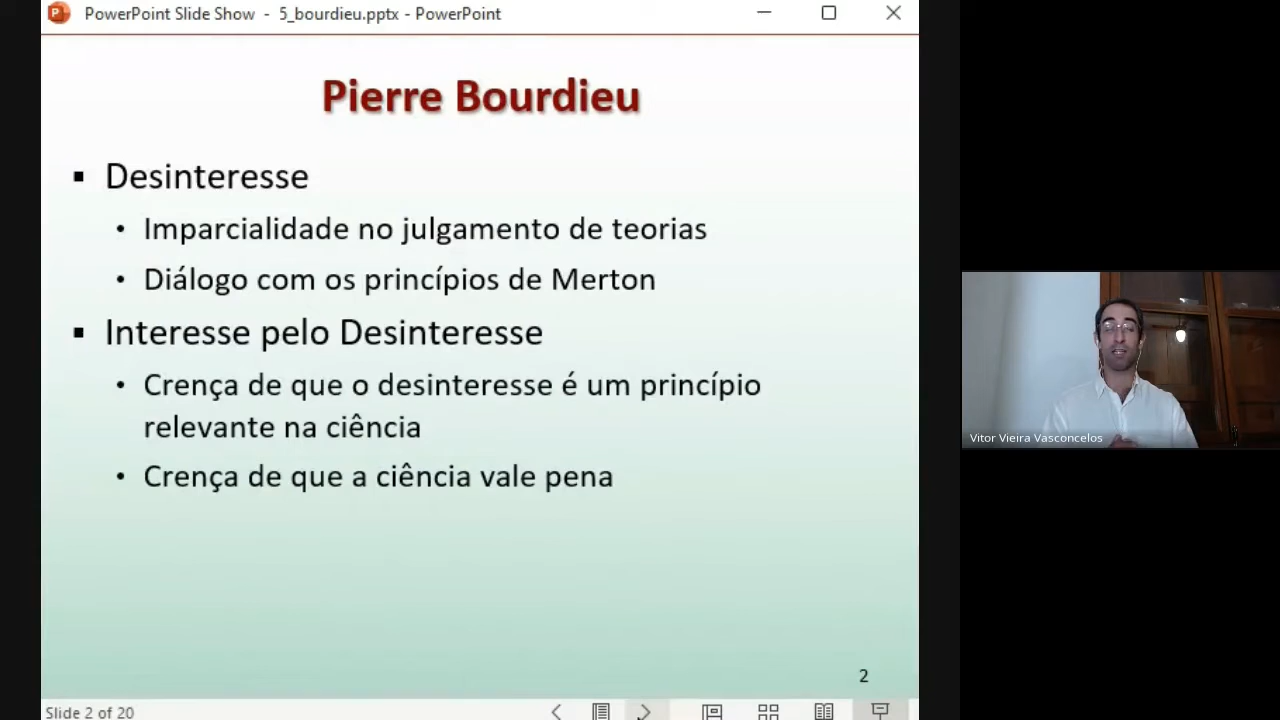 PowerPoint Slide Show - 5_bourdieu.pptx - PowerPoint
Pierre Bourdieu
▪ Desinteresse
• Imparcialidade no julgamento de teorias
• Diálogo com os princípios de Merton
▪ Interesse pelo Desinteresse
• Crença de que o desinteresse é um princípio
relevante na ciência
• Crença de que a ciência vale pena
2
Slide 2 of 20
Vitor Vieira Vasconcelos